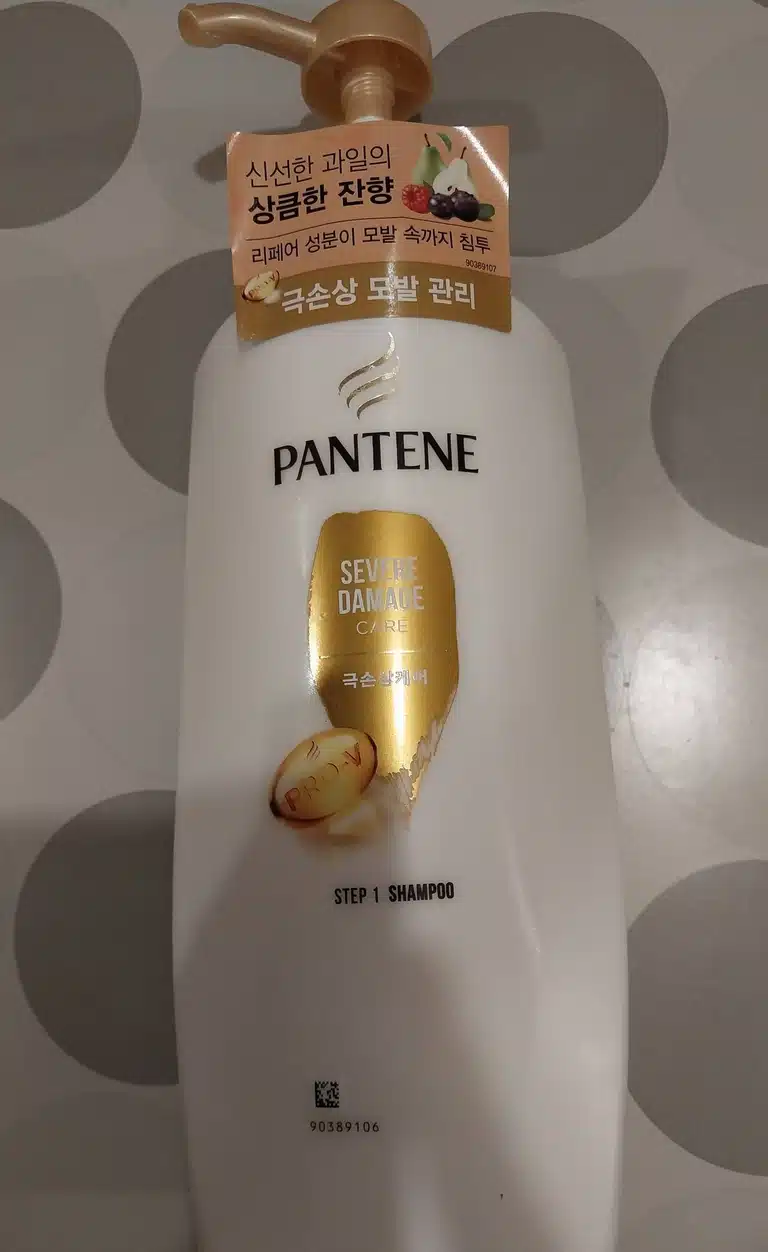 신선한 과일의
상큼한 잔향
리페어 성분이 모발 속까지 침투
90389107
PRO-V
극손상 모발 관리
PANTENE
SEVERE
DAMAGE
CARE
극손상케어
PRO-V
STEP 1 SHAMPOO
90389106